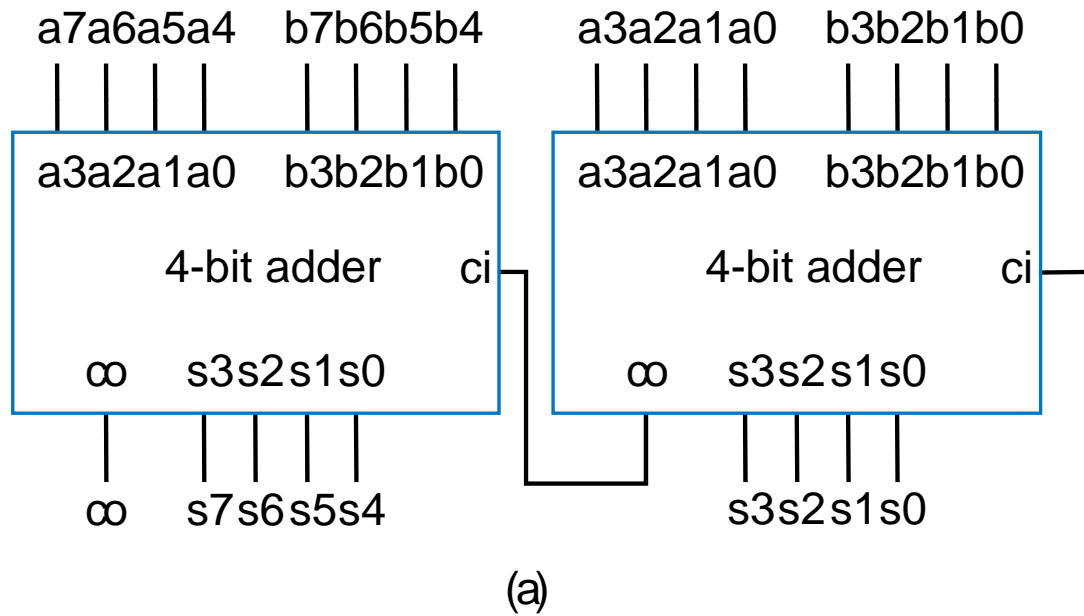 a7a6a5a4 b7b6b5b4 a3a2a1a0 b3b2b1b0
a3a2a1a0 b3b2b1b0 a3a2a1a0 b3b2b1b0
4-bit adder ci 4-bit adder ci
co s3s2s1s0 co s3s2s1s0
co s7s6s5s4 s3s2s1s0
(a)